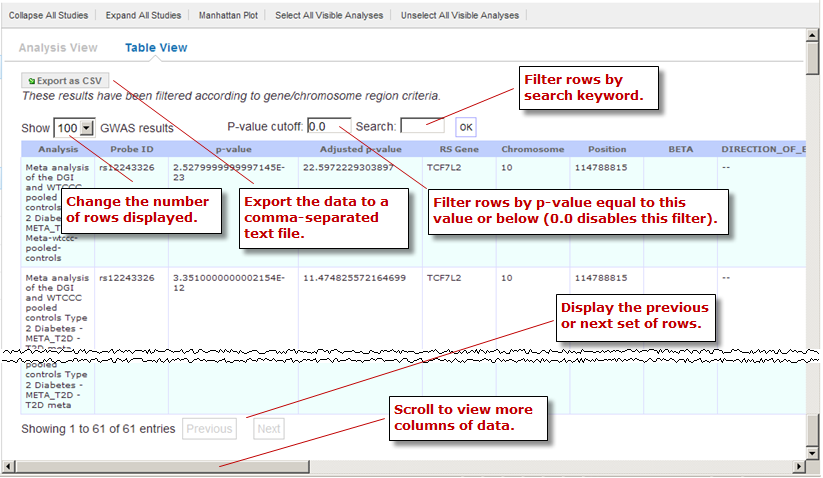 Collapse All Studies Expand All Studies Manhattan Plot Select All Visible Analyses Unselect All Visible Analyses
Analysis View Table View
Export as CSV
These results have been filtered according to gene/chromosome region criteria.
Filter rows by
search keyword.
Show 100 GWAS results P-value cutoff: 0.0 Search: OK
Analysis Probe ID p-value Adjusted p-value RS Gene Chromosome Position BETA DIRECTION_OF_E
Meta analysis rs12243326 2.5279999999997145E- 22.5972229303897 TCF7L2 10 114788815 --
of the DGI 23
and WTCCC
pooled
controls
2 Diabetes
META_T2D
Meta-wtccc-
pooled-
controls
Change the number
of rows displayed.
Export the data to a
comma-separated
text file.
Filter rows by p-value equal to this
value or below (0.0 disables this filter).
Meta analysis rs12243326 3.3510000000002154E- 11.474825572164699 TCF7L2 10 114788815 --
of the DGI 12
and WTCCC
pooled
controls Type
2 Diabetes -
META_T2D -
T2D meta
Display the previous
or next set of rows.
pooled
controls Type
2 Diabetes -
META_T2D -
T2D meta
Scroll to view more
columns of data.
Showing 1 to 61 of 61 entries Previous Next